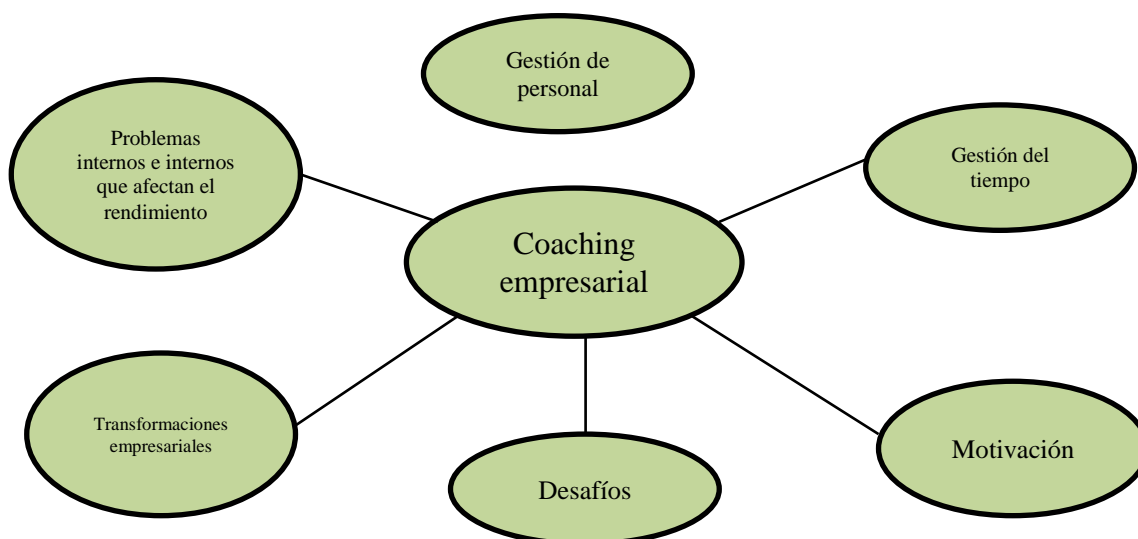 Gestión de
personal
Problemas
internos e internos
que afectan el
rendimiento
Gestión del
tiempo
Coaching
empresarial
Transformaciones
empresariales
Desafíos
Motivación